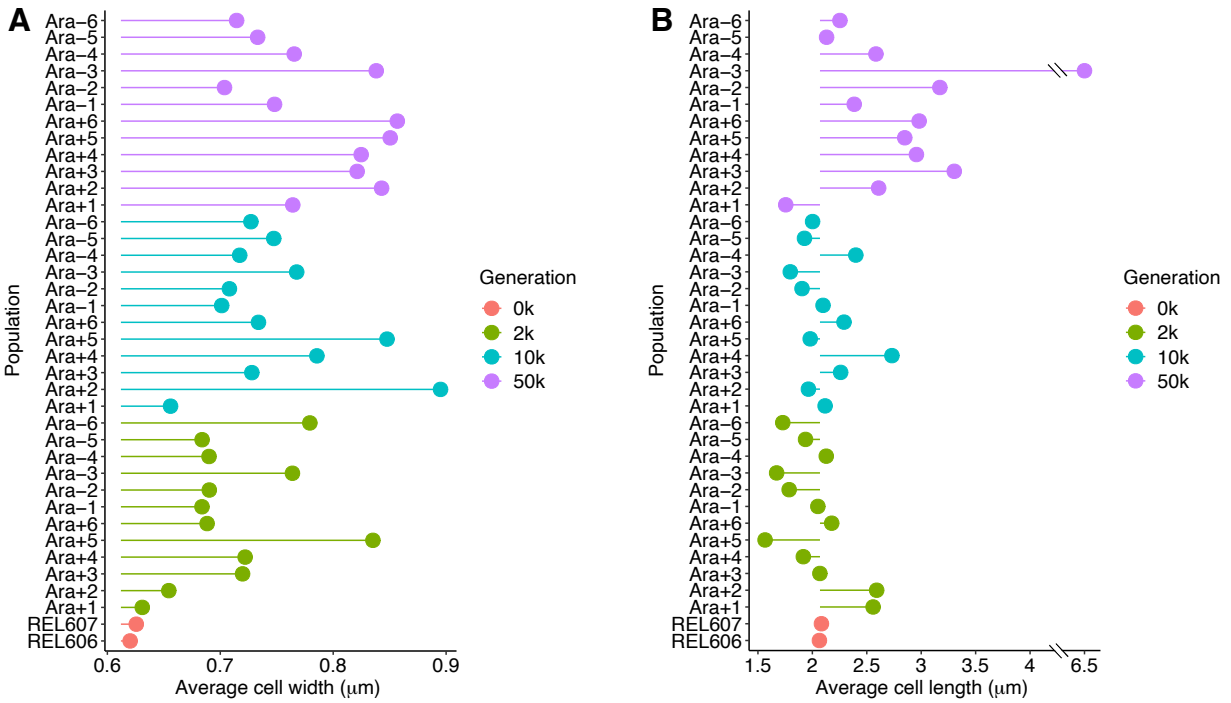 A
Ara−6
Ara−5
Ara−4
Ara−3
Ara−2
Ara−1
Ara+6
Ara+5
Ara+4
Ara+3
Ara+2
Ara+1
Ara−6
Ara−5
Ara−4
Ara−3
Ara−2
Ara−1
Ara+6
Ara+5
Ara+4
Ara+3
Ara+2
Ara+1
Ara−6
Ara−5
Ara−4
Ara−3
Ara−2
Ara−1
Ara+6
Ara+5
Ara+4
Ara+3
Ara+2
Ara+1
REL607
REL606
Population
0.6 0.7 0.8 0.9
Average cell width (μm)
Generation
0k
2k
10k
50k
B
Ara−6
Ara−5
Ara−4
Ara−3
Ara−2
Ara−1
Ara+6
Ara+5
Ara+4
Ara+3
Ara+2
Ara+1
Ara−6
Ara−5
Ara−4
Ara−3
Ara−2
Ara−1
Ara+6
Ara+5
Ara+4
Ara+3
Ara+2
Ara+1
Ara−6
Ara−5
Ara−4
Ara−3
Ara−2
Ara−1
Ara+6
Ara+5
Ara+4
Ara+3
Ara+2
Ara+1
REL607
REL606
Population
1.5 2 2.5 3 3.5 4 6.5
Average cell length (μm)
Generation
0k
2k
10k
50k